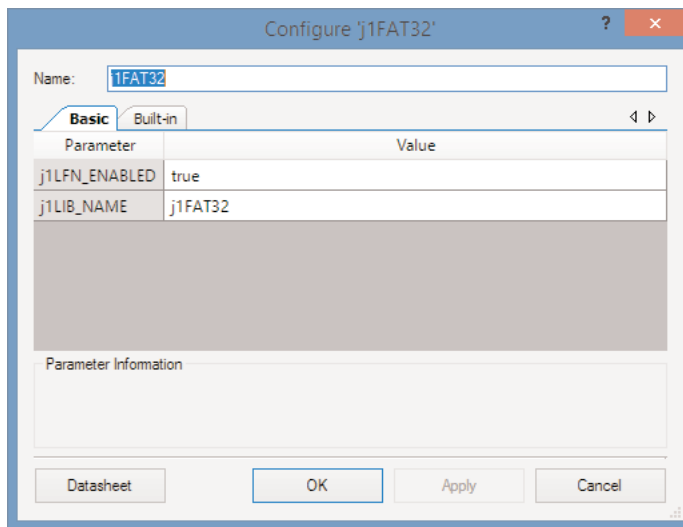 Configure 'j1FAT32'
?
×
Name: j1FAT32
Basic Built-in
Parameter Value
j1LFN_ENABLED true
j1LIB_NAME j1FAT32
Parameter Information
Datasheet OK Apply Cancel